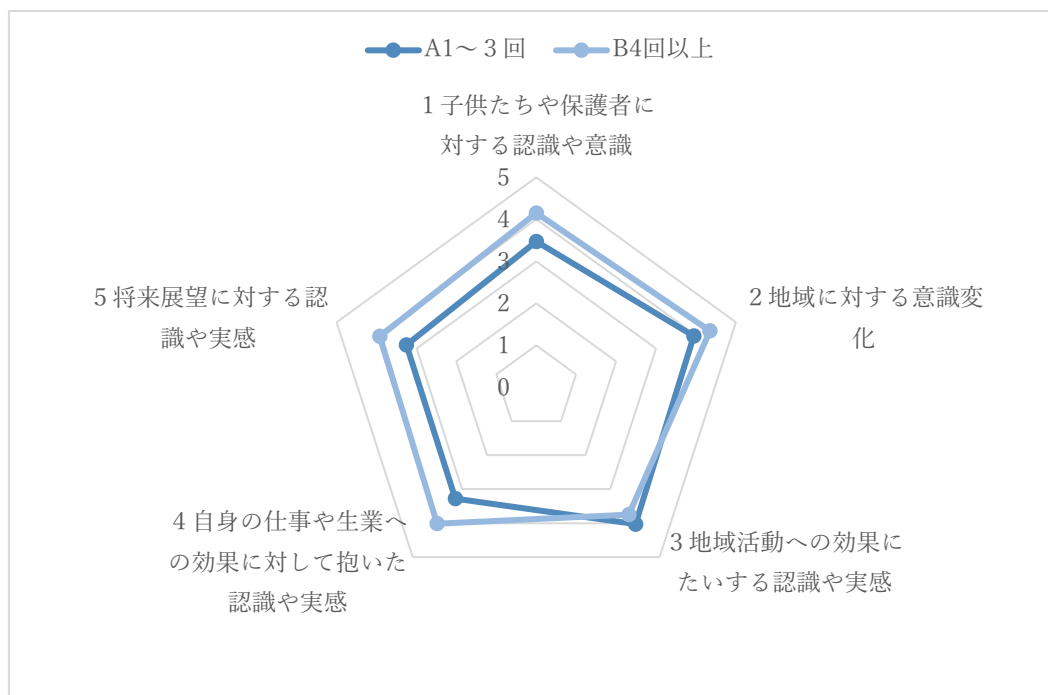 A1～３回 B4回以上
１子供たちや保護者に
対する認識や意識
5
4
3
2
1
0
２地域に対する意識変
化
３地域活動への効果に
たいする認識や実感
４自身の仕事や生業へ
の効果に対して抱いた
認識や実感
５将来展望に対する認
識や実感